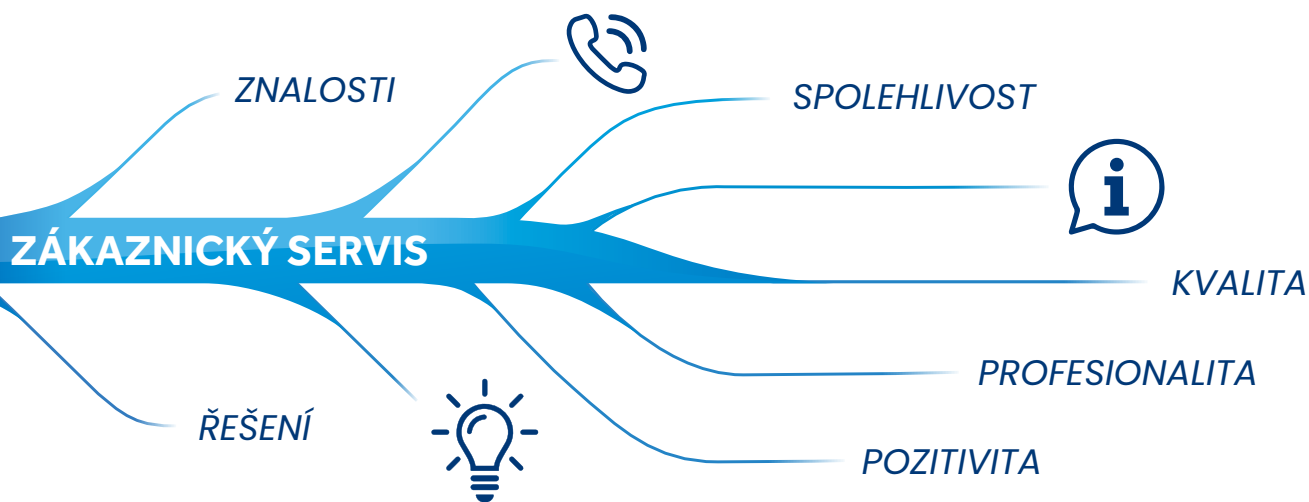 ZNALOSTI
SPOLEHLIVOST
ZÁKAZNICKÝ SERVIS
KVALITA
PROFESIONALITA
ŘEŠENÍ
POZITIVITA